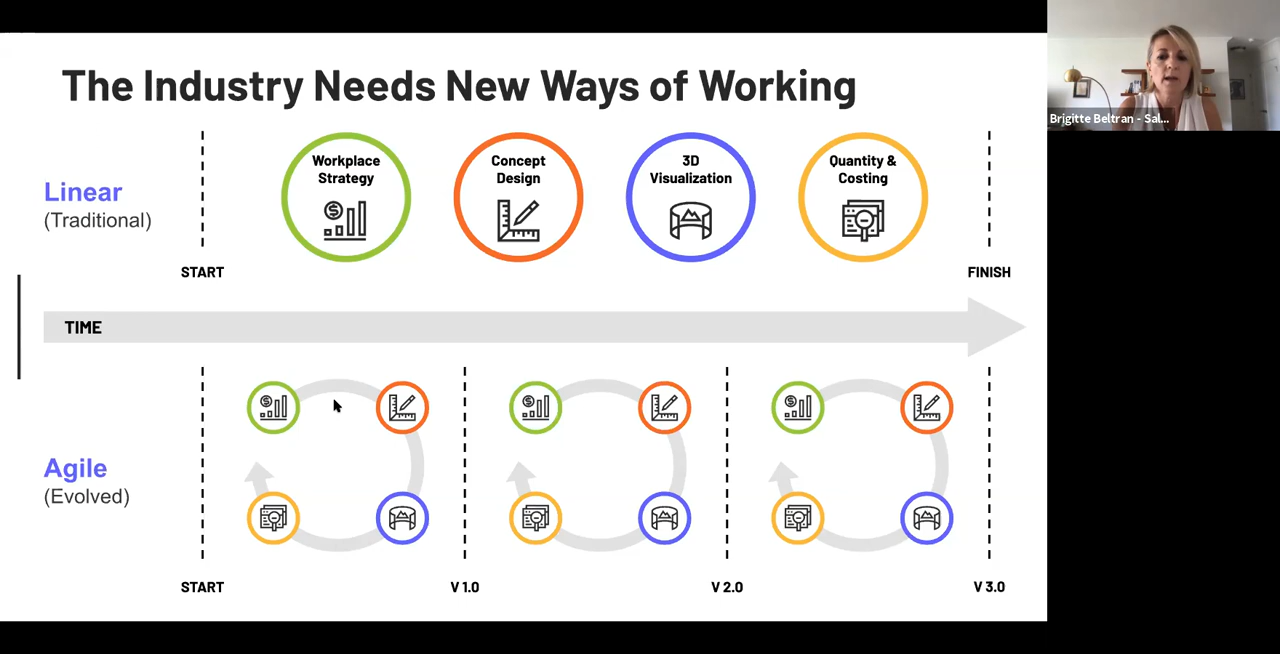 The Industry Needs New Ways of Working
Brigitte Beltran - Sal...
Linear
(Traditional)
Workplace
Strategy
Concept
Design
3D
Visualization
Quantity &
Costing
START
FINISH
TIME
Agile
(Evolved)
START
V 1.0
V 2.0
V 3.0